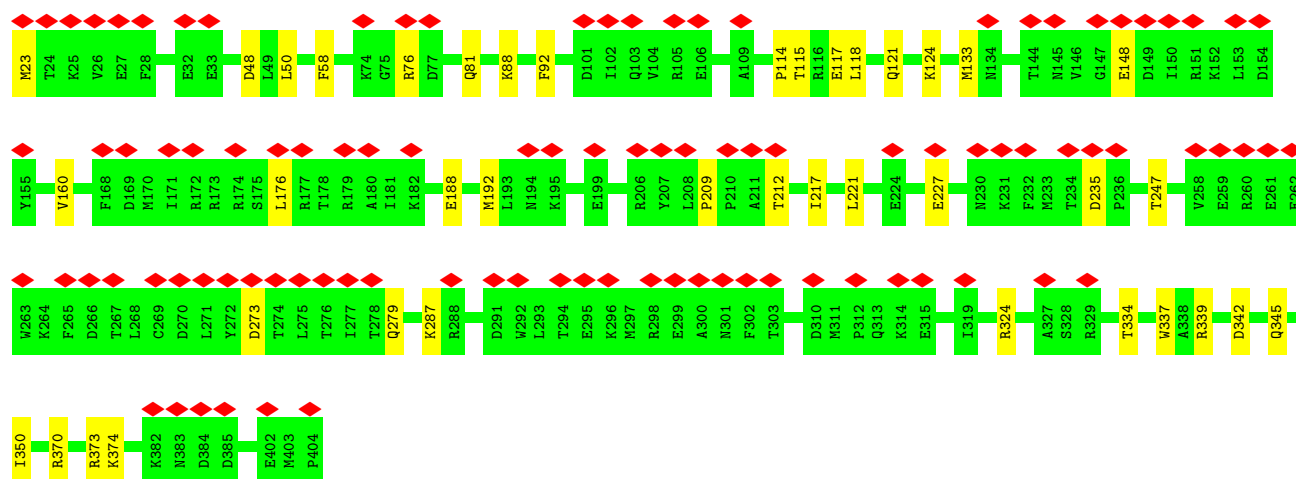 M23 T24 K25 V26 E27 F28 E32 E33 D48 L49 L50 F58 K74 G75 R76 D77 Q81 K88 F92 D101 I102 Q103 V104 R105 E106 A109 P114 T115 R116 E117 L118 Q121 K124 M133 N134 T144 N145 V146 G147 E148 D149 I150 R151 K152 L153 D154
Y155 V160 F168 D169 M170 I171 R172 R173 R174 S175 L176 R177 T178 R179 A180 I181 K182 E188 M192 L193 N194 K195 E199 R206 Y207 L208 P209 P210 A211 T212 I217 L221 E224 E227 N230 K231 F232 M233 T234 D235 P236 T247 V258 E259 R260 E261 E262
W263 K264 F265 D266 T267 L268 C269 D270 L271 Y272 D273 T274 L275 T276 I277 T278 Q279 K287 R288 D291 W292 L293 T294 E295 K296 M297 R298 E299 A300 N301 F302 T303 D310 M311 P312 Q313 K314 E315 I319 R324 A327 S328 R329 T334 W337 A338 R339 D342 Q345
I350 R370 R373 K374 K382 N383 D384 D385 E402 M403 P404